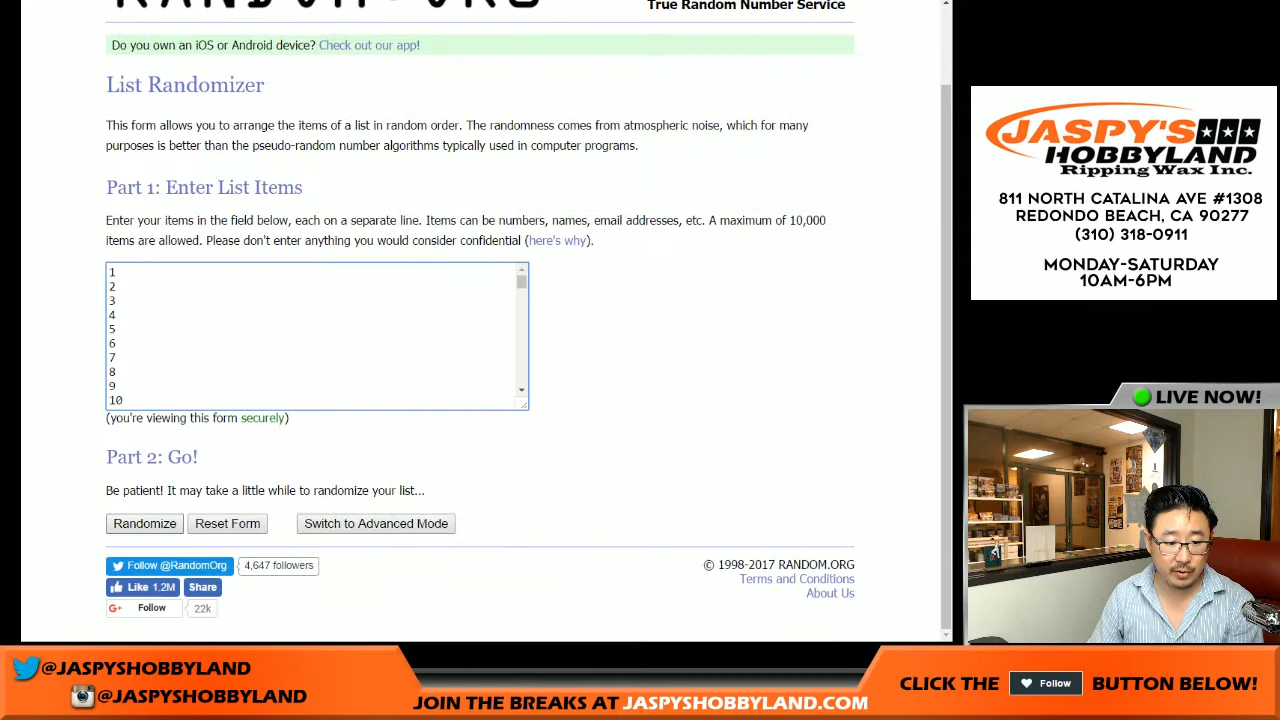 RANDOM.ORG
True Random Number Service
Do you own an iOS or Android device? Check out our app!
List Randomizer
This form allows you to arrange the items of a list in random order. The randomness comes from atmospheric noise, which for many
purposes is better than the pseudo-random number algorithms typically used in computer programs.
Part 1: Enter List Items
Enter your items in the field below, each on a separate line. Items can be numbers, names, email addresses, etc. A maximum of 10,000
items are allowed. Please don't enter anything you would consider confidential (here's why).
1
2
3
4
5
6
7
8
9
10
(you're viewing this form securely)
Part 2: Go!
Be patient! It may take a little while to randomize your list...
Randomize Reset Form Switch to Advanced Mode
Follow @RandomOrg 4,647 followers
Like 1.2M Share
G+ Follow 22k
© 1998-2017 RANDOM.ORG
Terms and Conditions
About Us
JASPY'S
HOBBYLAND
Ripping Wax Inc.
811 NORTH CATALINA AVE #1308
REDONDO BEACH, CA 90277
(310) 318-0911
MONDAY-SATURDAY
10AM-6PM
LIVE NOW!
@JASPYSHOBBYLAND
@JASPYSHOBBYLAND
JOIN THE BREAKS AT JASPYSHOBBYLAND.COM
CLICK THE Follow BUTTON BELOW!